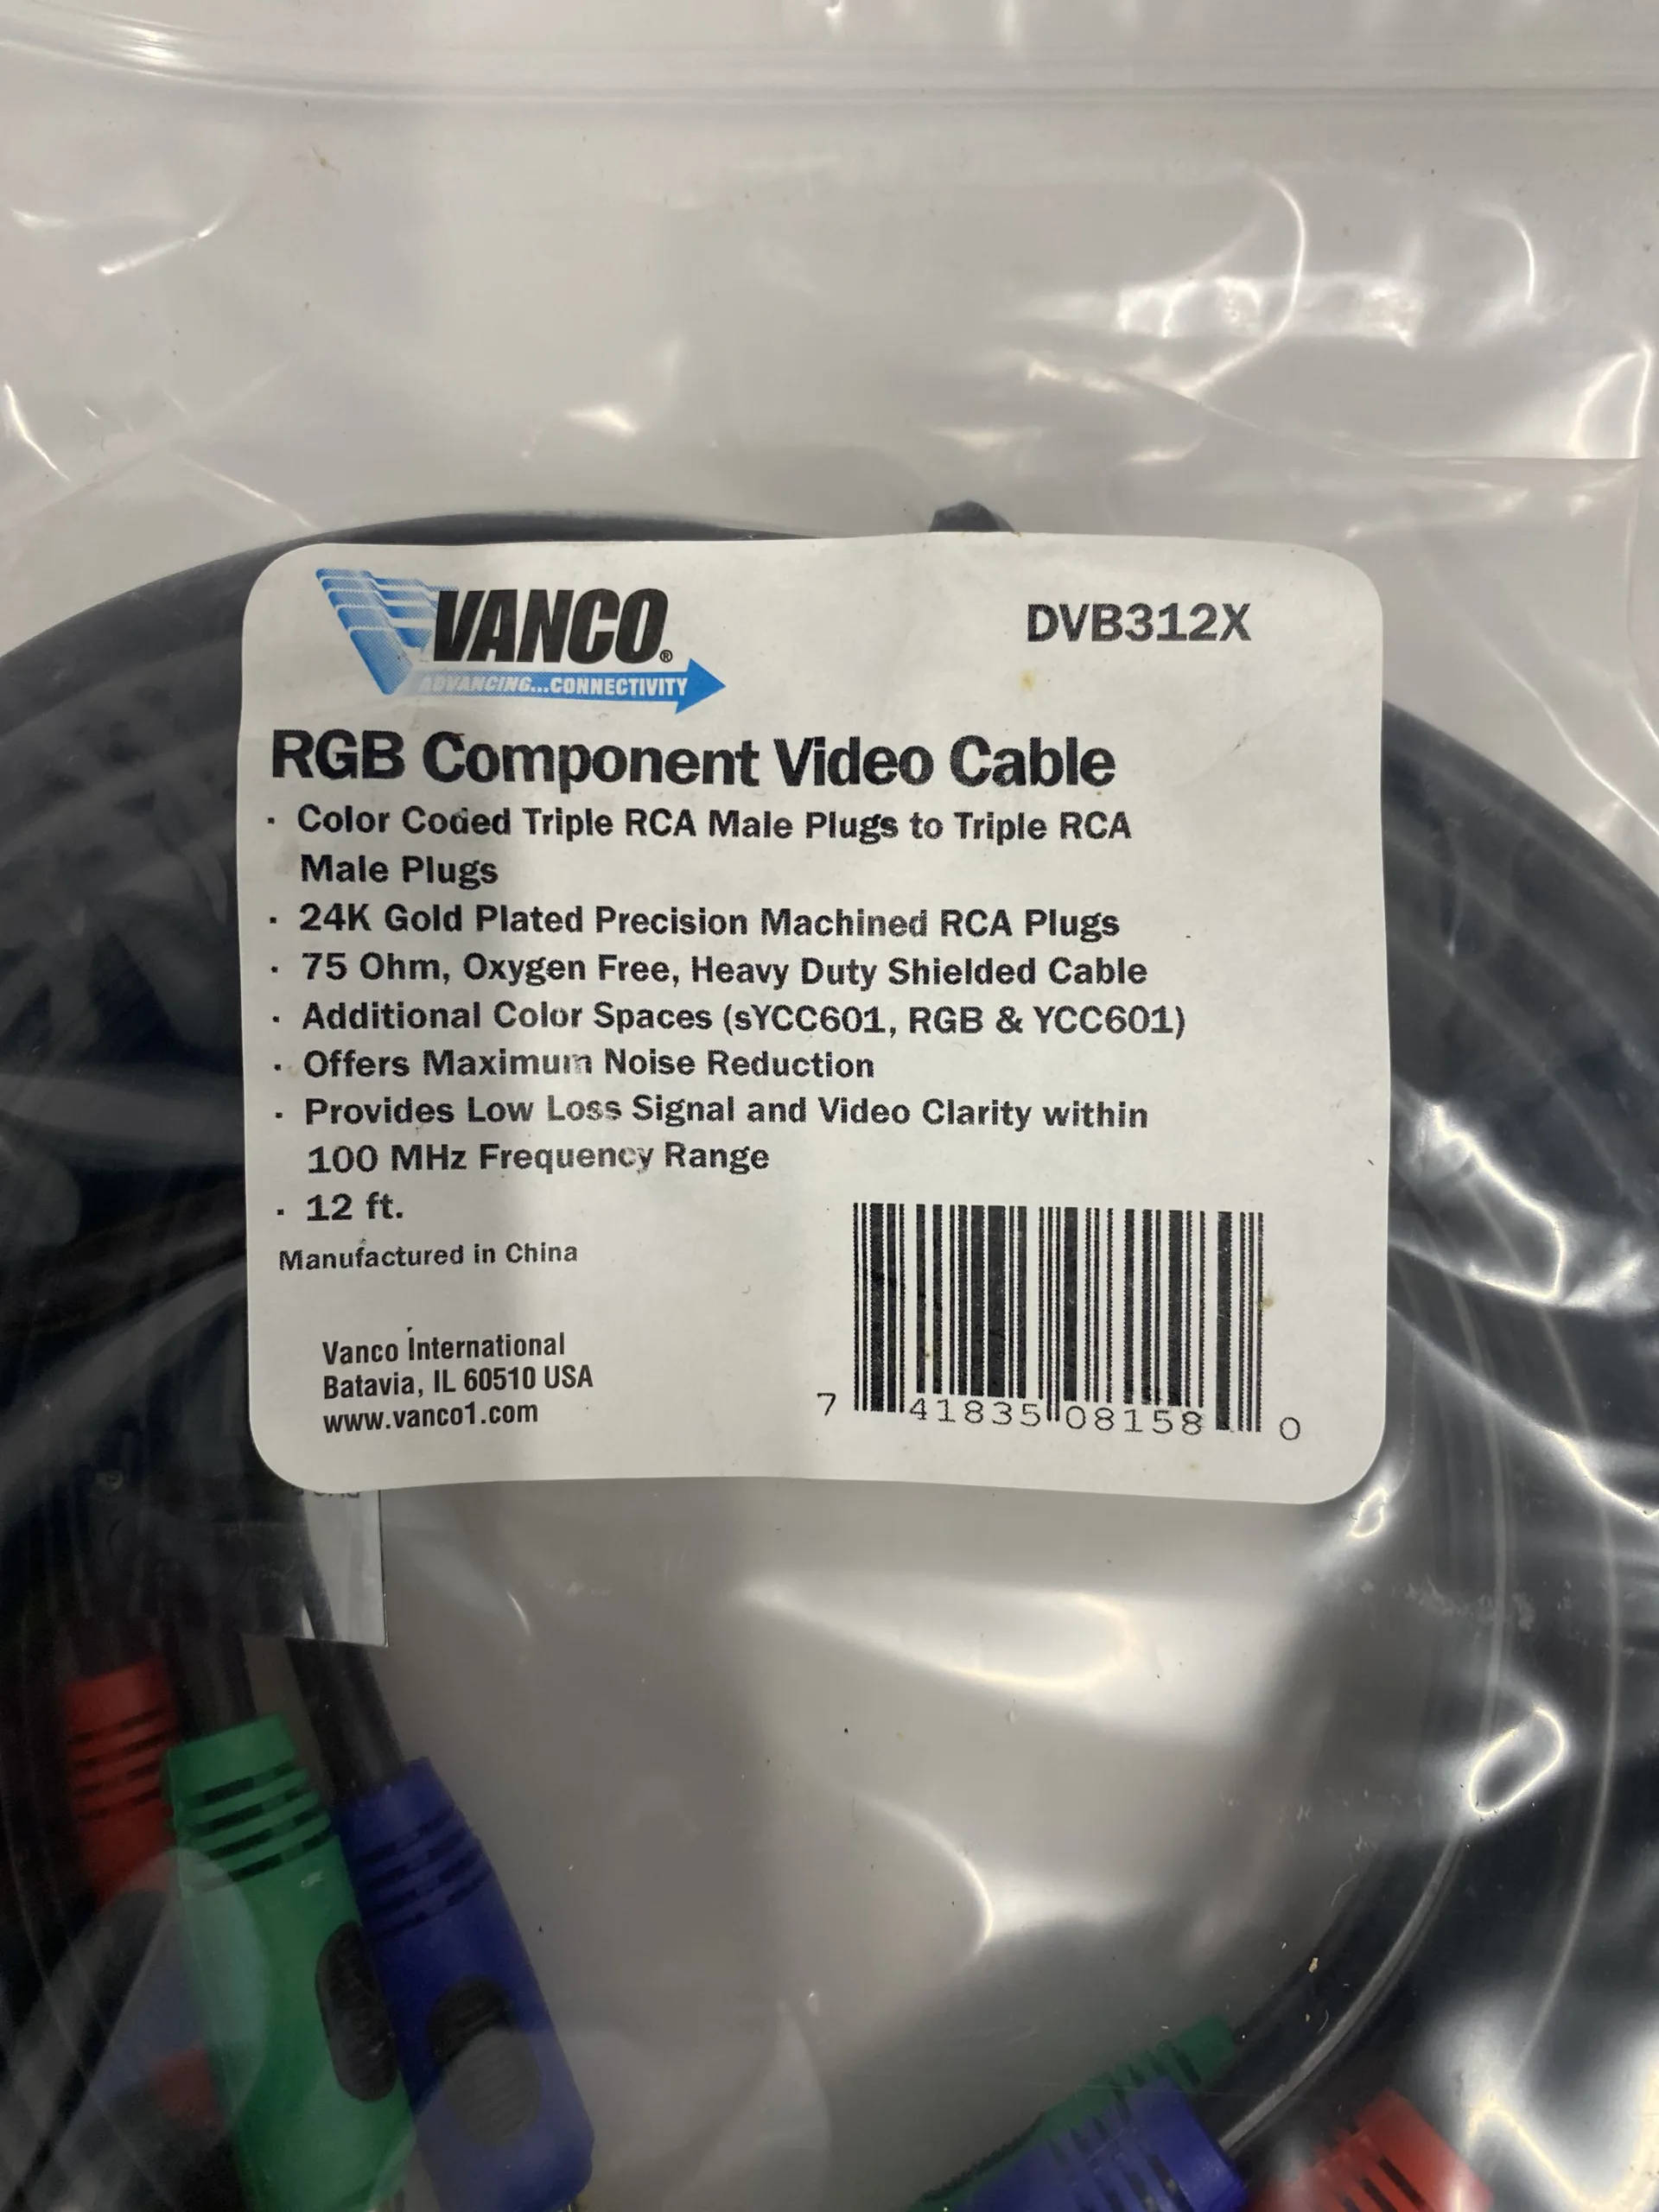 VANCO®
DVB312X
ADVANCING...CONNECTIVITY
RGB Component Video Cable
· Color Coded Triple RCA Male Plugs to Triple RCA
Male Plugs
· 24K Gold Plated Precision Machined RCA Plugs
· 75 Ohm, Oxygen Free, Heavy Duty Shielded Cable
· Additional Color Spaces (sYCC601, RGB & YCC601)
· Offers Maximum Noise Reduction
· Provides Low Loss Signal and Video Clarity within
100 MHz Frequency Range
· 12 ft.
Manufactured in China
Vanco International
Batavia, IL 60510 USA
www.vanco1.com
7 41835 08158 0